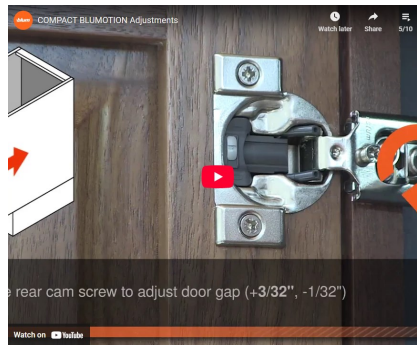 blum
COMPACT BLUMOTION Adjustments
Watch later
Share
5/10
e rear cam screw to adjust door gap (+3/32", -1/32")
Watch on YouTube